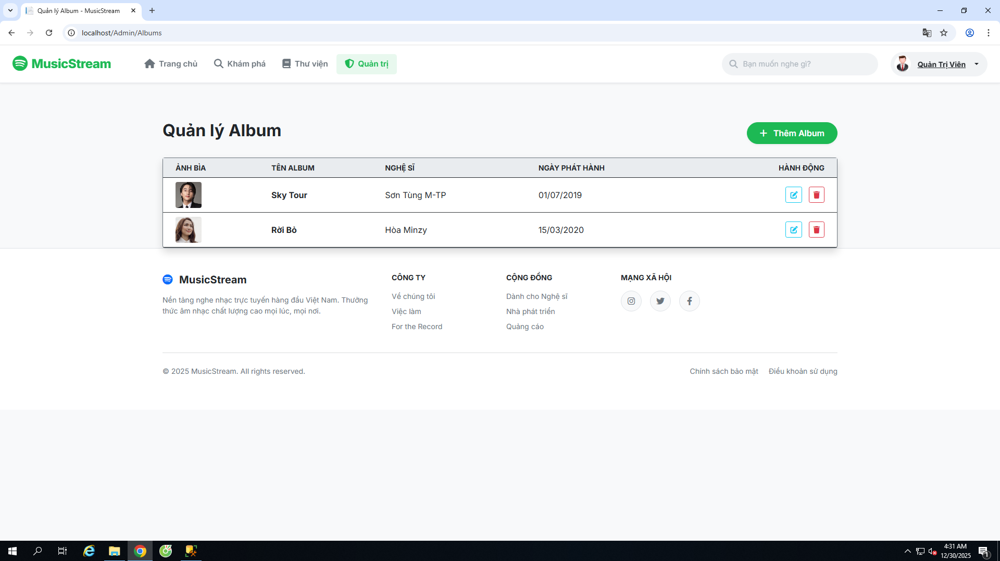 Quản lý Album - MusicStream
localhost/Admin/Albums
MusicStream
Trang chủ
Khám phá
Thư viện
Quản trị
Bạn muốn nghe gì?
Quản Trị Viên
Quản lý Album
Thêm Album
ẢNH BÌA TÊN ALBUM NGHỆ SĨ NGÀY PHÁT HÀNH HÀNH ĐỘNG
Sky Tour Sơn Tùng M-TP 01/07/2019
Rời Bỏ Hòa Minzy 15/03/2020
MusicStream
Nền tảng nghe nhạc trực tuyến hàng đầu Việt Nam. Thưởng
thức âm nhạc chất lượng cao mọi lúc, mọi nơi.
CÔNG TY
Về chúng tôi
Việc làm
For the Record
CỘNG ĐỒNG
Dành cho Nghệ sĩ
Nhà phát triển
Quảng cáo
MẠNG XÃ HỘI
© 2025 MusicStream. All rights reserved.
Chính sách bảo mật Điều khoản sử dụng
4:31 AM
12/30/2025
1